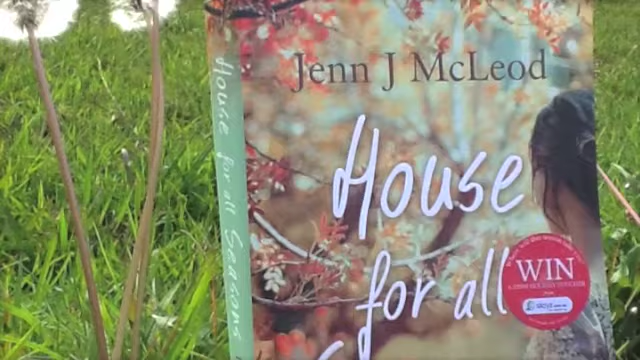 Jenn J McLeod
House
for all
House for all Seasons
WIN